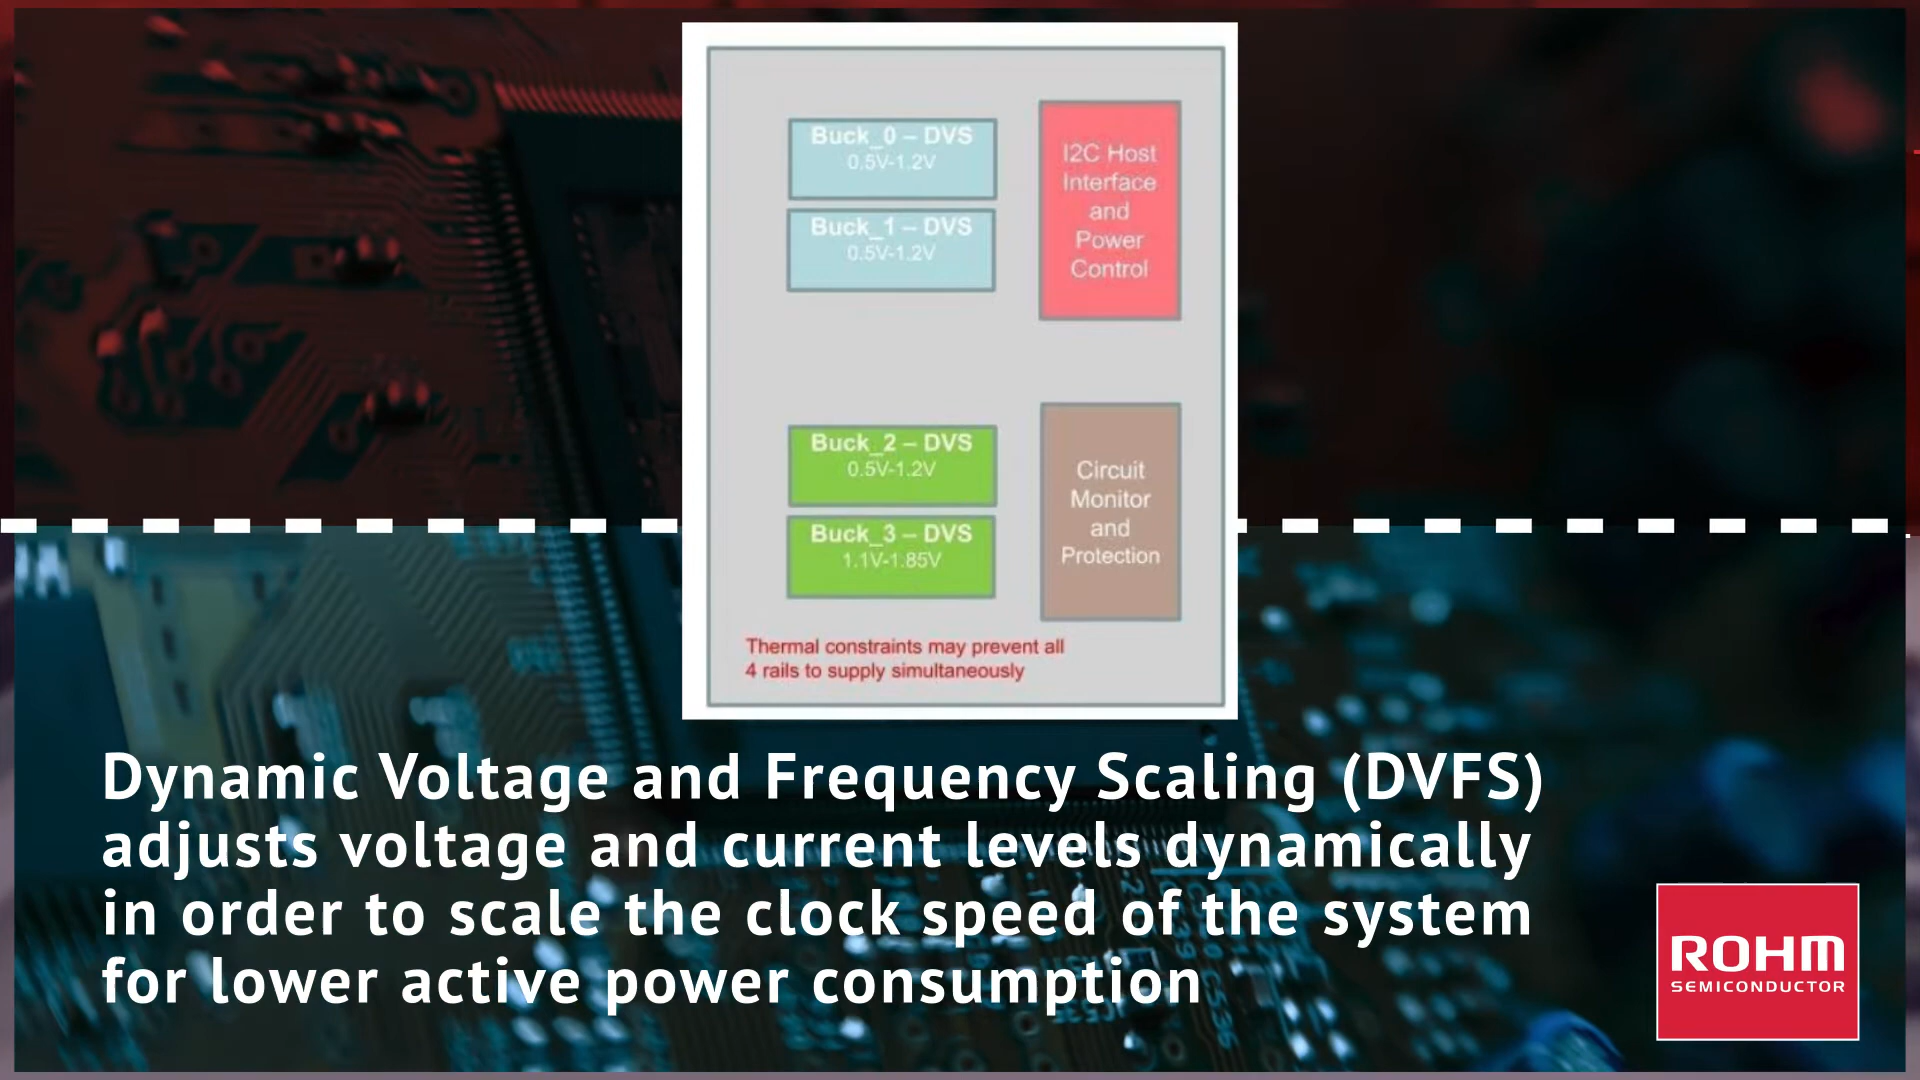 Buck_0 – DVS
0.5V-1.2V
Buck_1 – DVS
0.5V-1.2V
I2C Host
Interface
and
Power
Control
Buck_2 – DVS
0.5V-1.2V
Buck_3 – DVS
1.1V-1.85V
Circuit
Monitor
and
Protection
Thermal constraints may prevent all
4 rails to supply simultaneously
Dynamic Voltage and Frequency Scaling (DVFS)
adjusts voltage and current levels dynamically
in order to scale the clock speed of the system
for lower active power consumption
ROHM
SEMICONDUCTOR